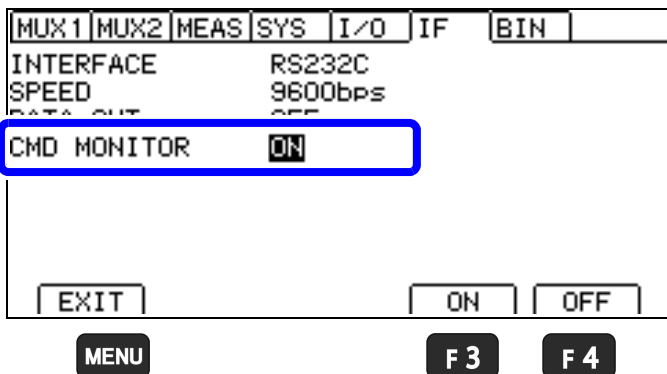 MUX1 MUX2 MEAS SYS I/O IF BIN
INTERFACE RS232C
SPEED 9600bps
CMD MONITOR ON
EXIT ON OFF
MENU F3 F4